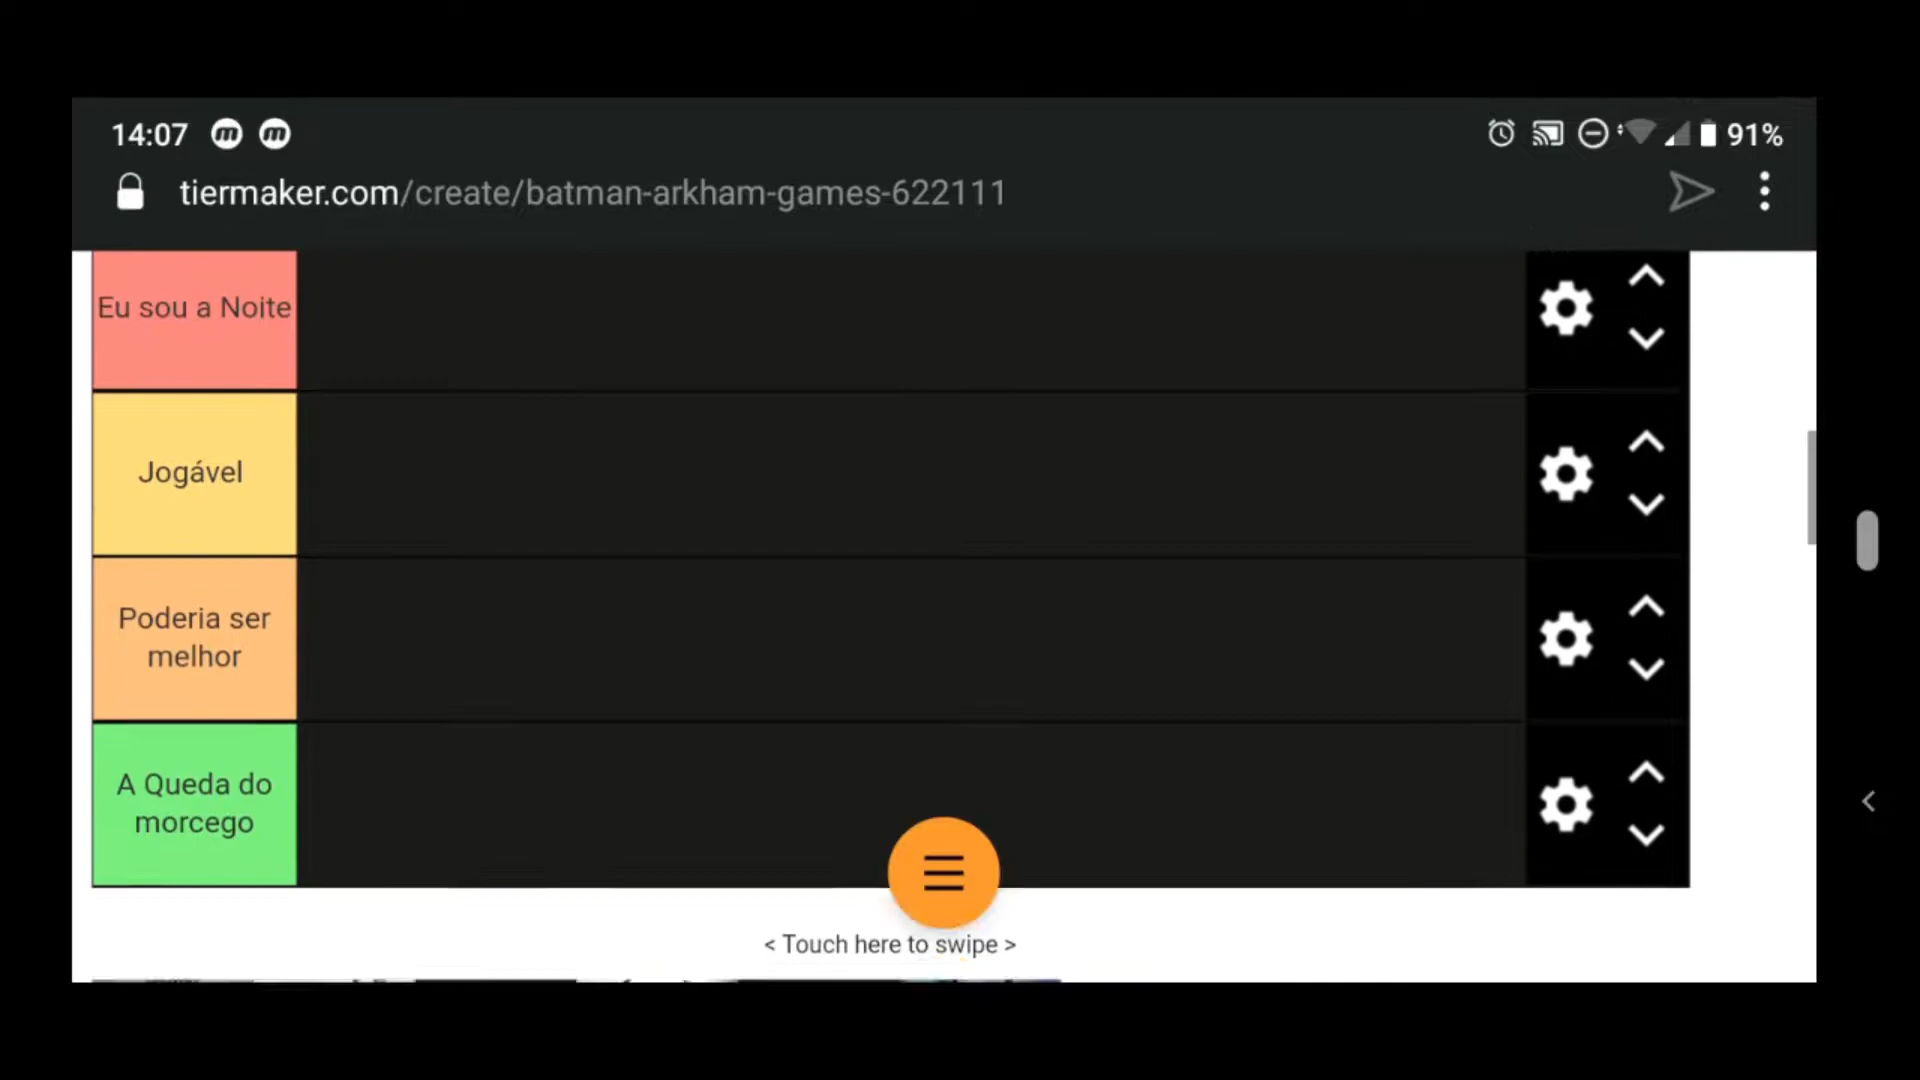 14:07
91%
tiermaker.com/create/batman-arkham-games-622111
Eu sou a Noite
Jogável
Poderia ser
melhor
A Queda do
morcego
< Touch here to swipe >